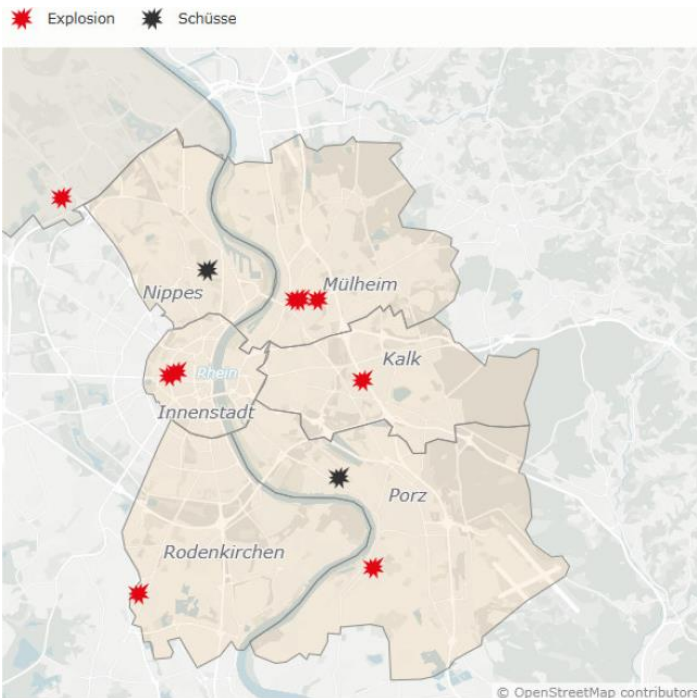 Explosion Schüsse
Mülheim
Nippes
Kalk
Rhein
Innenstadt
Porz
Rodenkirchen
© OpenStreetMap contributors